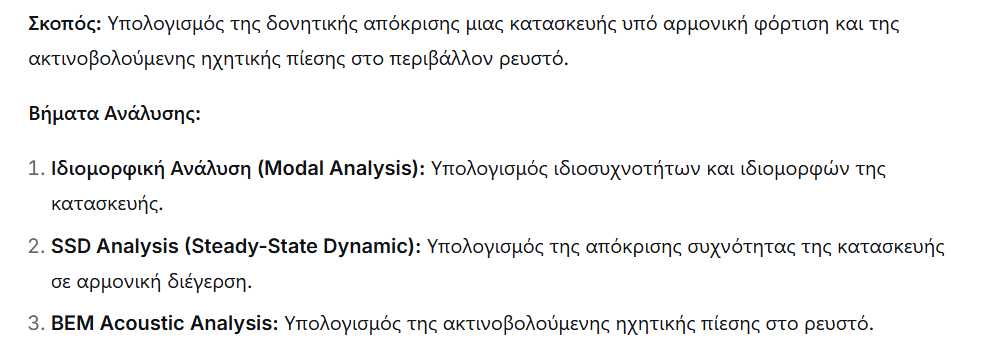 Σκοπός: Υπολογισμός της δονητικής απόκρισης μιας κατασκευής υπό αρμονική φόρτιση και της
ακτινοβολούμενης ηχητικής πίεσης στο περιβάλλον ρευστό.
Βήματα Ανάλυσης:
1. Ιδιομορφική Ανάλυση (Modal Analysis): Υπολογισμός ιδιοσυχνοτήτων και ιδιομορφών της
κατασκευής.
2. SSD Analysis (Steady-State Dynamic): Υπολογισμός της απόκρισης συχνότητας της κατασκευής
σε αρμονική διέγερση.
3. BEM Acoustic Analysis: Υπολογισμός της ακτινοβολούμενης ηχητικής πίεσης στο ρευστό.